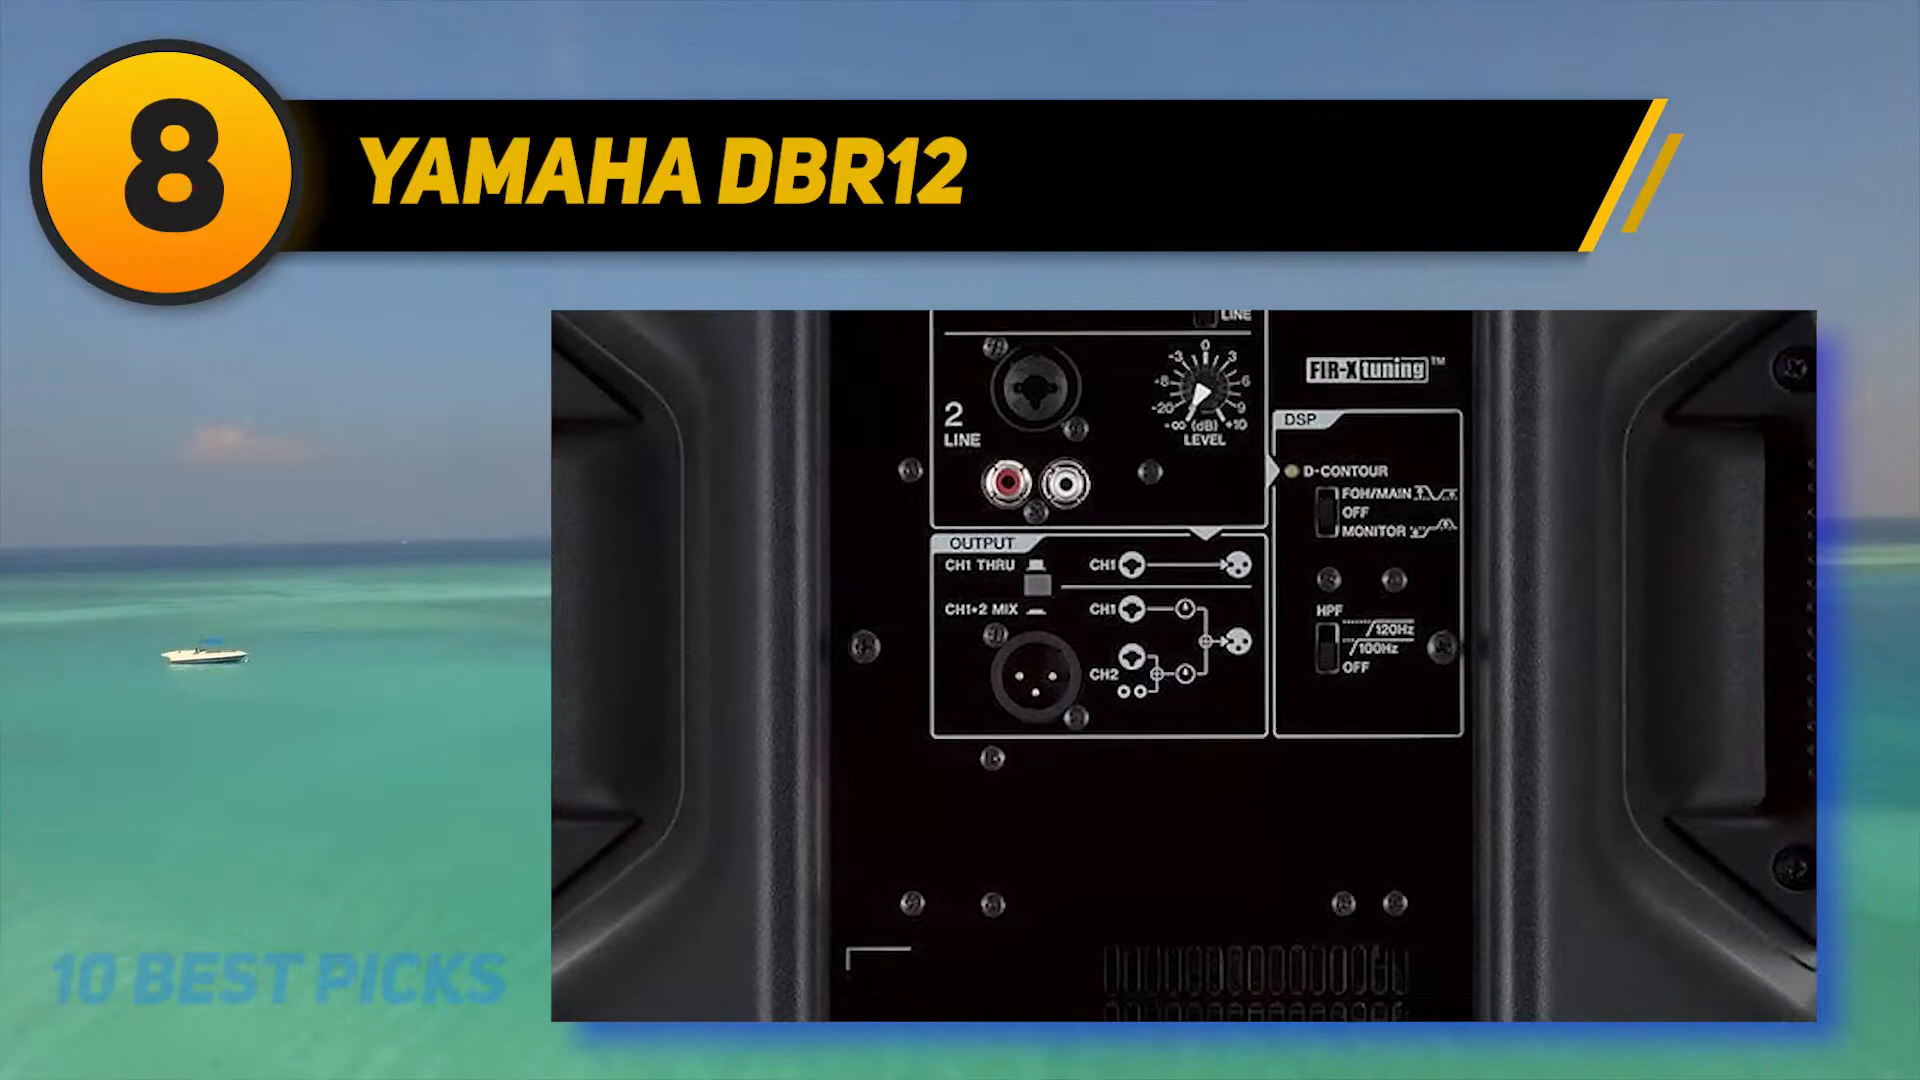 8
YAMAHA DBR12
LINE
0
-3 3
-8 6
-20 9
-∞ (dB) +10
LEVEL
2
LINE
FIR-X tuning™
DSP
D-CONTOUR
FOH/MAIN
OFF
MONITOR
OUTPUT
CH1 THRU CH1
CH1+2 MIX CH1
CH2
HPF
120Hz
100Hz
OFF
10 BEST PICKS